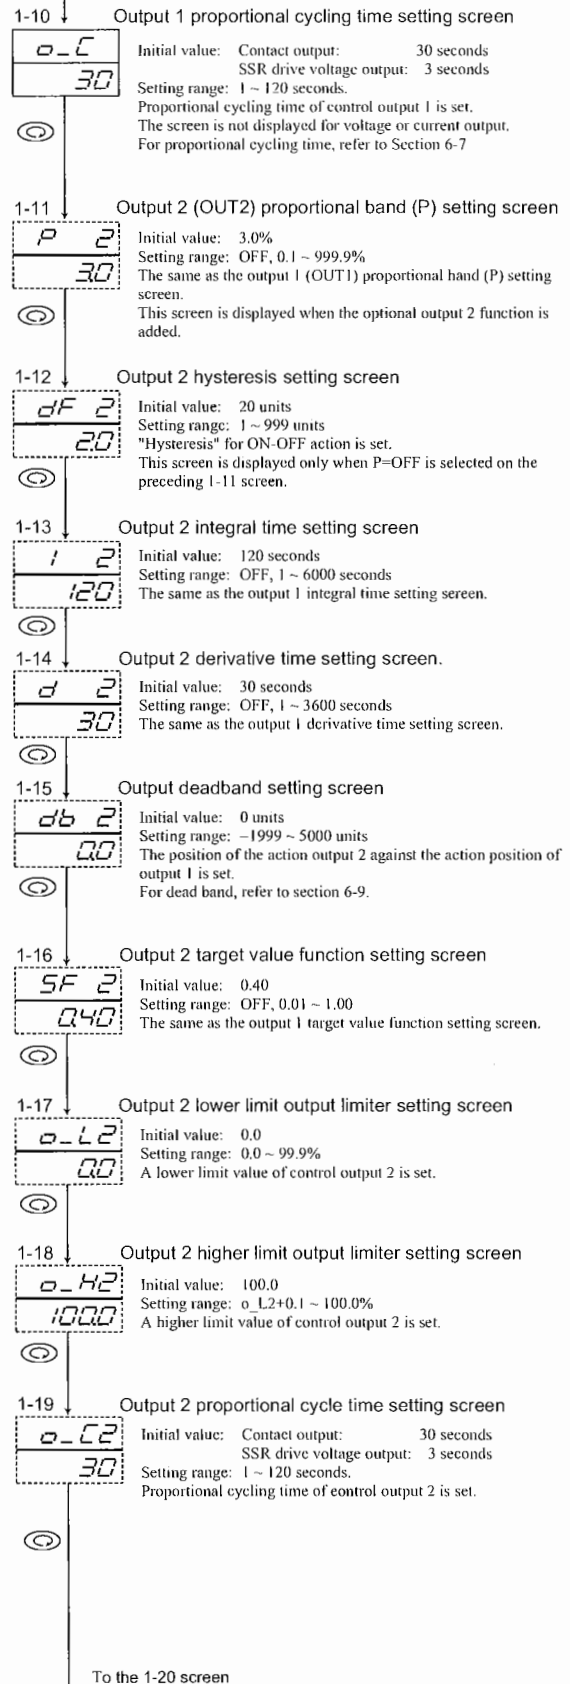 1-10 Output 1 proportional cycling time setting screen
o_C
30
Initial value: Contact output: 30 seconds
SSR drive voltage output: 3 seconds
Setting range: 1 ~ 120 seconds.
Proportional cycling time of control output 1 is set.
The screen is not displayed for voltage or current output.
For proportional cycling time, refer to Section 6-7
1-11 Output 2 (OUT2) proportional band (P) setting screen
P 2
3.0
Initial value: 3.0%
Setting range: OFF, 0.1 ~ 999.9%
The same as the output 1 (OUT1) proportional hand (P) setting
screen.
This screen is displayed when the optional output 2 function is
added.
1-12 Output 2 hysteresis setting screen
dF 2
2.0
Initial value: 20 units
Setting range: 1 ~ 999 units
"Hysteresis" for ON-OFF action is set.
This screen is displayed only when P=OFF is selected on the
preceding 1-11 screen.
1-13 Output 2 integral time setting screen
I 2
120
Initial value: 120 seconds
Setting range: OFF, 1 ~ 6000 seconds
The same as the output 1 integral time setting sereen.
1-14 Output 2 derivative time setting screen.
d 2
30
Initial value: 30 seconds
Setting range: OFF, 1 ~ 3600 seconds
The same as the output 1 derivative time setting screen.
1-15 Output deadband setting screen
db 2
0.0
Initial value: 0 units
Setting range: −1999 ~ 5000 units
The position of the action output 2 against the action position of
output 1 is set.
For dead band, refer to section 6-9.
1-16 Output 2 target value function setting screen
SF 2
0.40
Initial value: 0.40
Setting range: OFF, 0.01 ~ 1.00
The same as the output 1 target value function setting screen.
1-17 Output 2 lower limit output limiter setting screen
o_L2
0.0
Initial value: 0.0
Setting range: 0.0 ~ 99.9%
A lower limit value of control output 2 is set.
1-18 Output 2 higher limit output limiter setting screen
o_H2
100.0
Initial value: 100.0
Setting range: o_L2+0.1 ~ 100.0%
A higher limit value of control output 2 is set.
1-19 Output 2 proportional cycle time setting screen
o_C2
30
Initial value: Contact output: 30 seconds
SSR drive voltage output: 3 seconds
Setting range: 1 ~ 120 seconds.
Proportional cycling time of control output 2 is set.
To the 1-20 screen